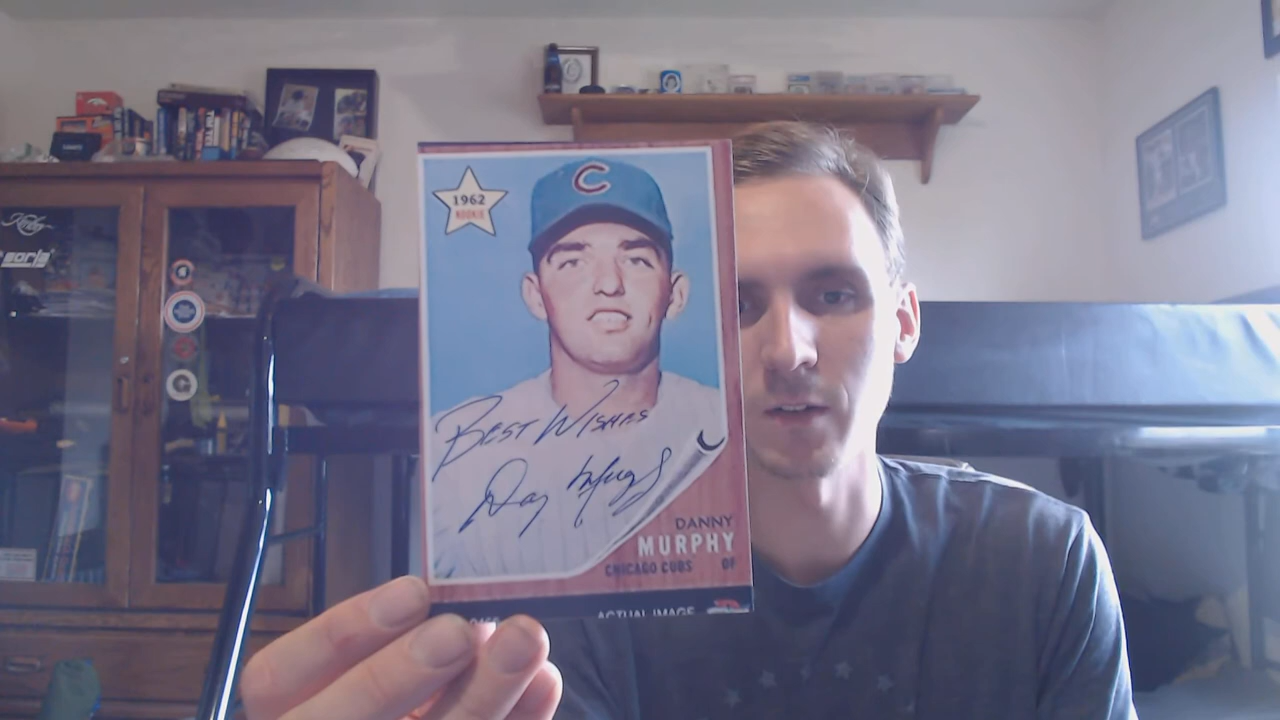 1962
ROOKIE
BEST WISHES
DANNY
MURPHY
CHICAGO CUBS OF
ACTUAL IMAGE